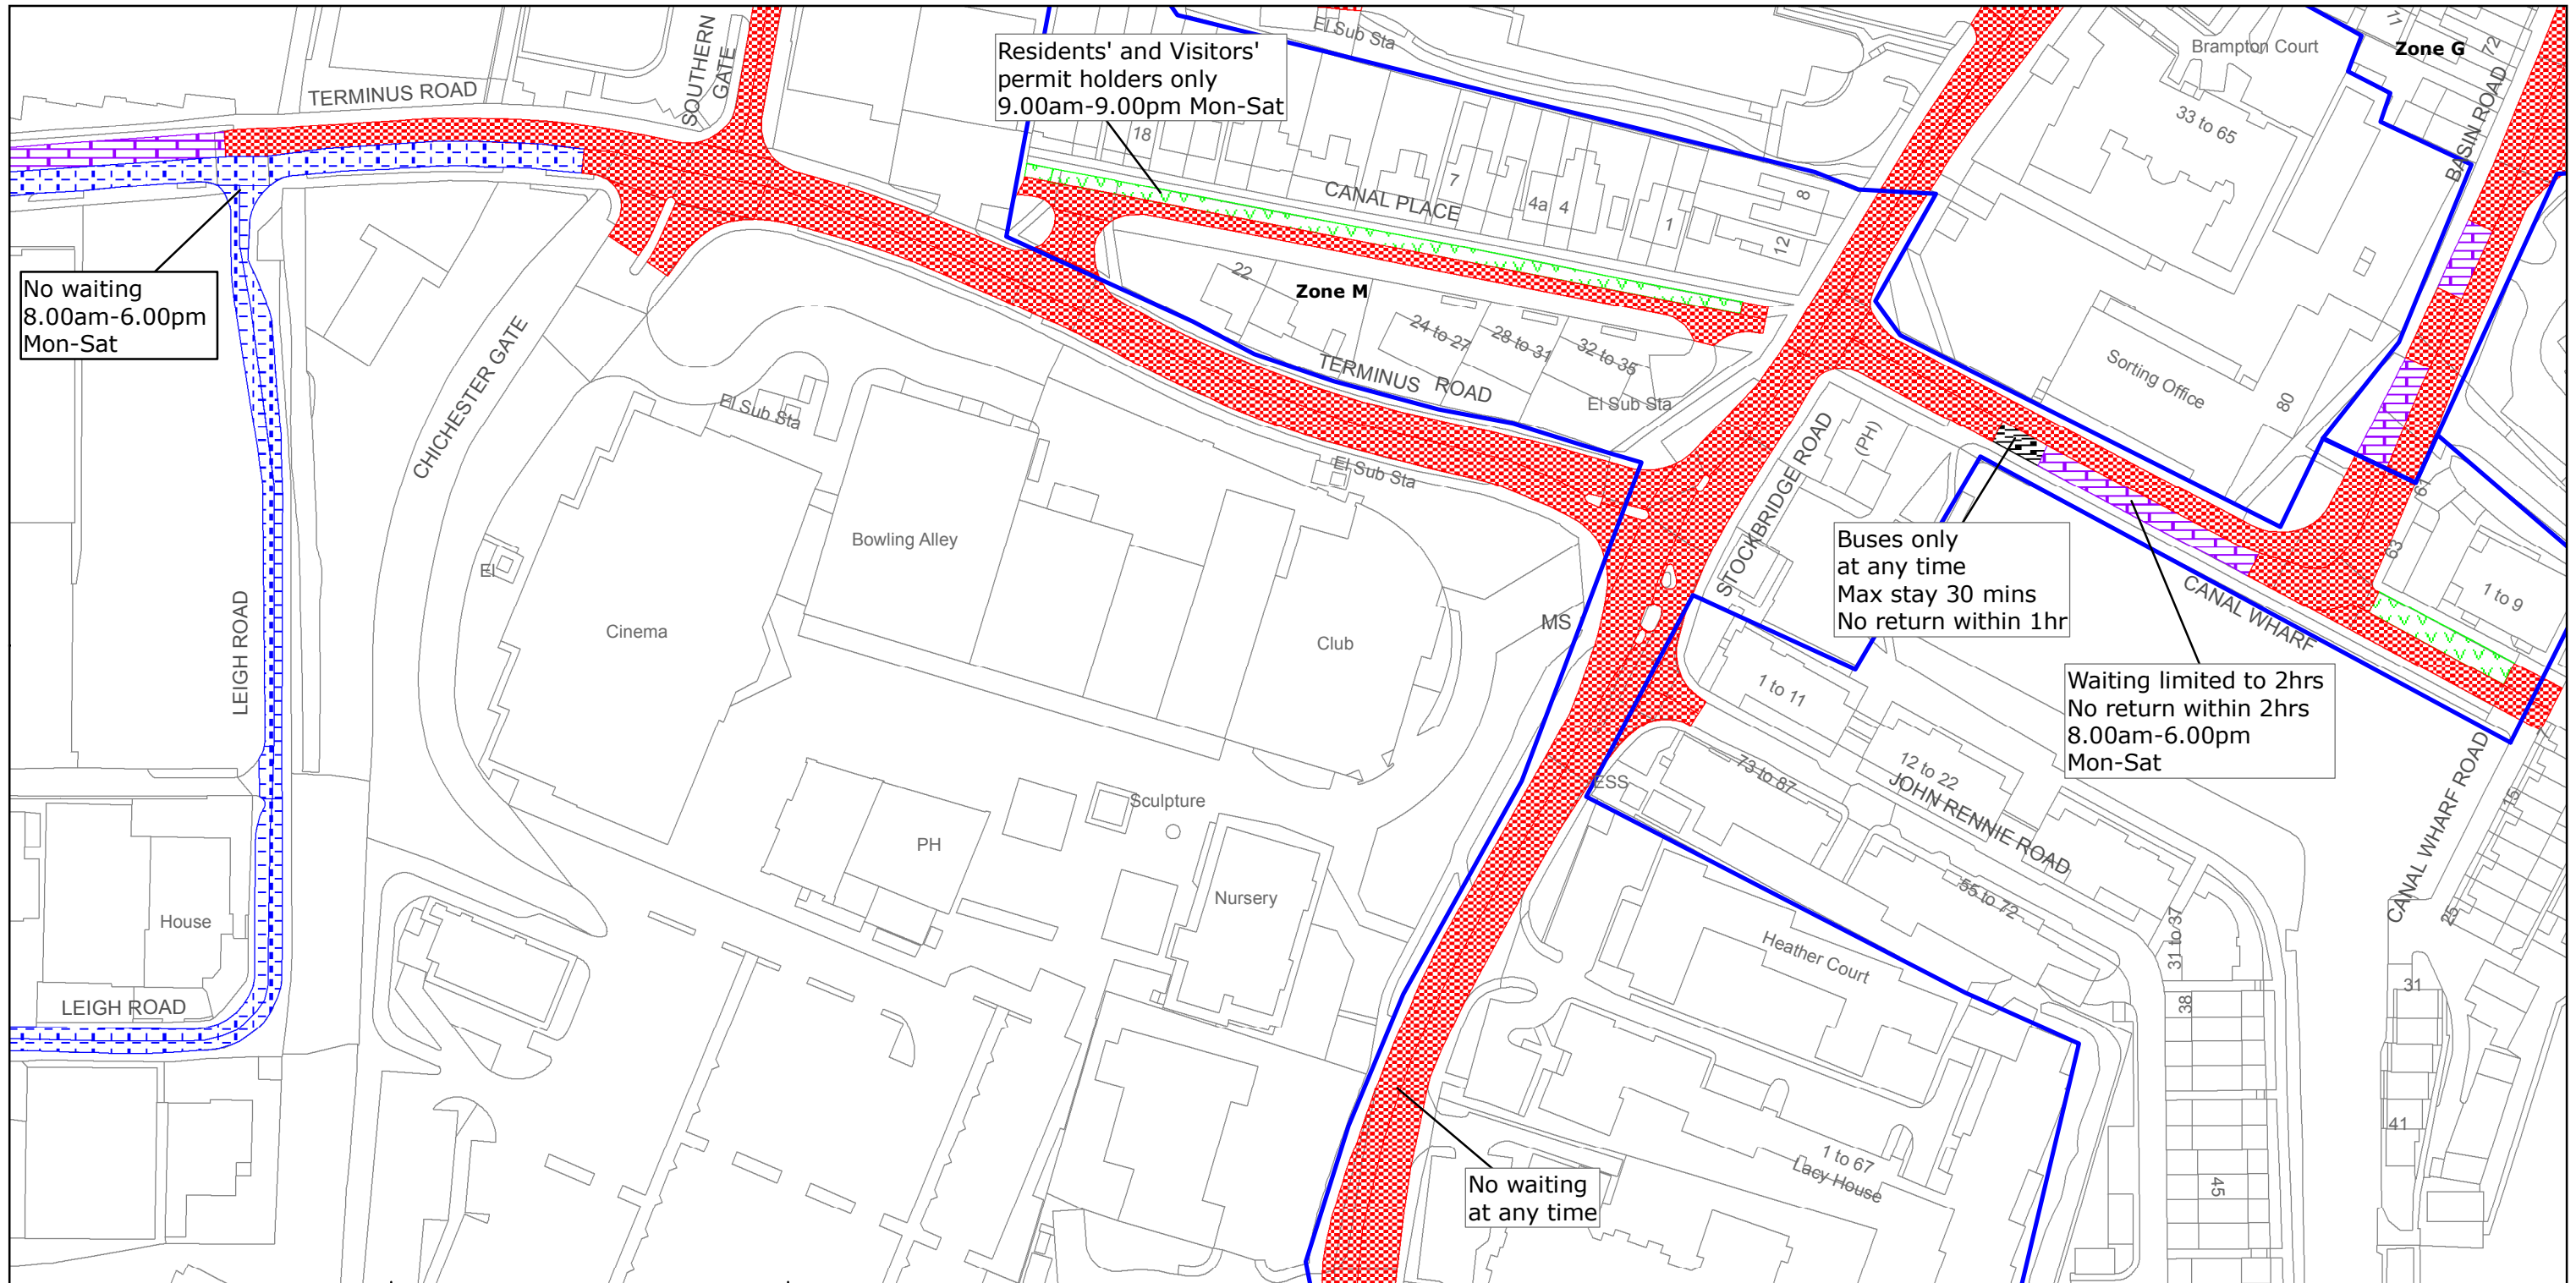 El Sub Sta
SOUTHERN
GATE
TERMINUS ROAD
Residents' and Visitors'
permit holders only
9.00am-9.00pm Mon-Sat
18
Brampton Court
11
Zone G
72
33 to 65
BASIN ROAD
CANAL PLACE
7
4a
4
1
8
12
No waiting
8.00am-6.00pm
Mon-Sat
22
Zone M
24 to 27
28 to 31
32 to 35
TERMINUS ROAD
El Sub Sta
Sorting Office
80
CHICHESTER GATE
El Sub Sta
El Sub Sta
STOCKBRIDGE ROAD
(PH)
61
63
1 to 9
Bowling Alley
El
Cinema
Club
MS
Buses only
at any time
Max stay 30 mins
No return within 1hr
CANAL WHARF
LEIGH ROAD
1 to 11
Waiting limited to 2hrs
No return within 2hrs
8.00am-6.00pm
Mon-Sat
12 to 22
73 to 87
JOHN RENNIE ROAD
ESS
CANAL WHARF ROAD
15
25
Sculpture
PH
Nursery
House
55 to 72
31 to 37
Heather Court
31
38
LEIGH ROAD
41
1 to 67
Lacy House
45
No waiting
at any time